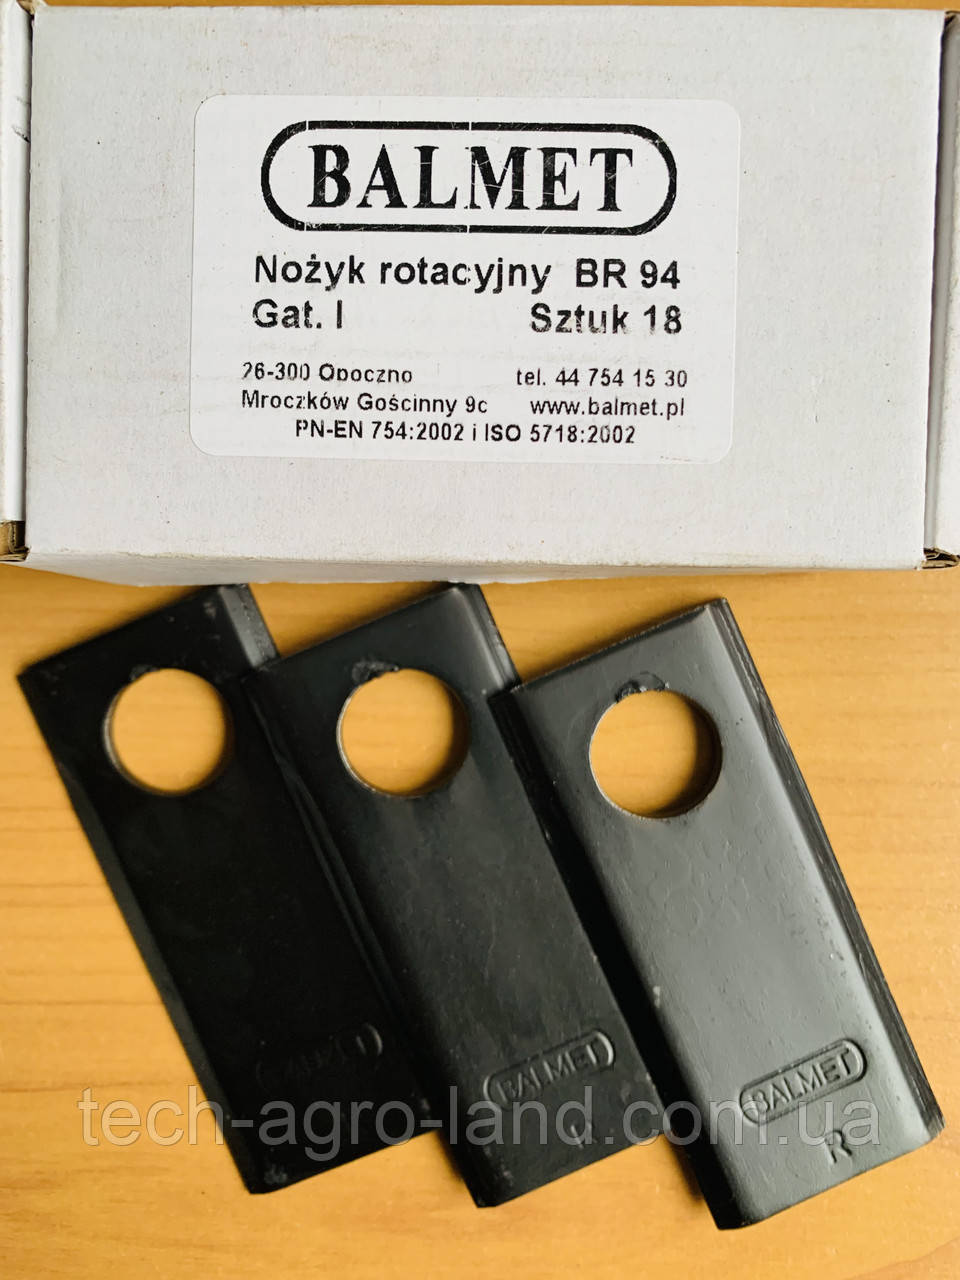 BALMET
Nożyk rotacyjny BR 94
Gat. I Sztuk 18
26-300 Opoczno tel. 44 754 15 30
Mroczków Gościnny 9c www.balmet.pl
PN-EN 754:2002 i ISO 5718:2002
BALMET
BALMET
R
BALMET
R
tech-agro-land.com.ua